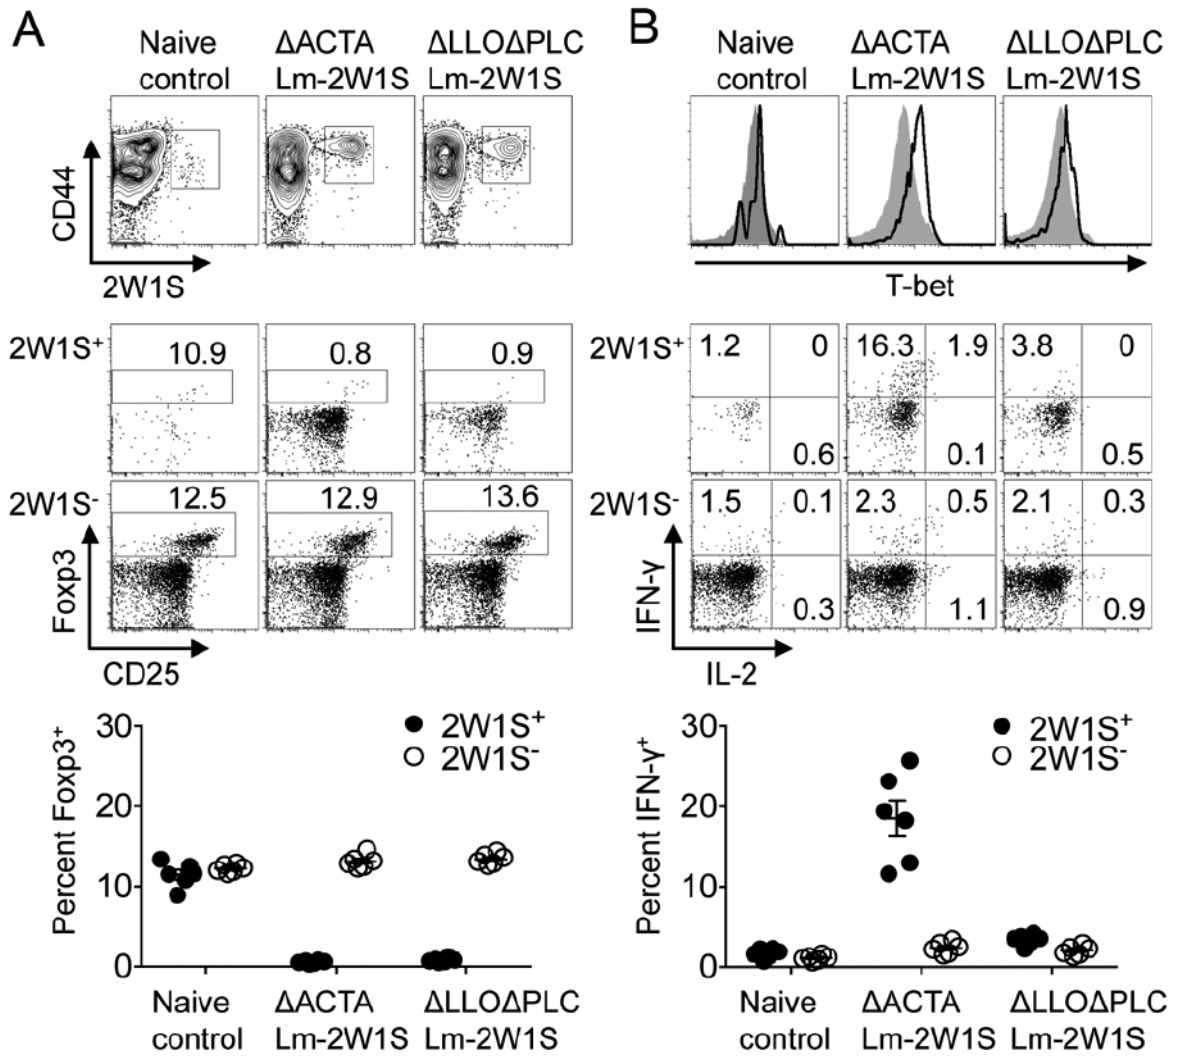 A
Naive control
ΔACTA Lm-2W1S
ΔLLOΔPLC Lm-2W1S
CD44
2W1S
2W1S⁺
10.9
0.8
0.9
2W1S⁻
12.5
12.9
13.6
Foxp3
CD25
Percent Foxp3⁺
30
20
10
0
2W1S⁺
2W1S⁻
Naive control
ΔACTA Lm-2W1S
ΔLLOΔPLC Lm-2W1S
B
Naive control
ΔACTA Lm-2W1S
ΔLLOΔPLC Lm-2W1S
T-bet
2W1S⁺
1.2 0
0.6
16.3 1.9
0.1
3.8 0
0.5
2W1S⁻
1.5 0.1
0.3
2.3 0.5
1.1
2.1 0.3
0.9
IFN-γ
IL-2
Percent IFN-γ⁺
30
20
10
0
2W1S⁺
2W1S⁻
Naive control
ΔACTA Lm-2W1S
ΔLLOΔPLC Lm-2W1S